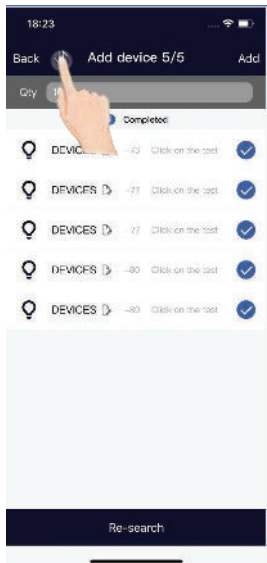 18:23
Back Add device 5/5 Add
Qty
Completed
DEVICES -73 Click on the test
DEVICES -77 Click on the test
DEVICES -77 Click on the test
DEVICES -80 Click on the test
DEVICES -80 Click on the test
Re-search